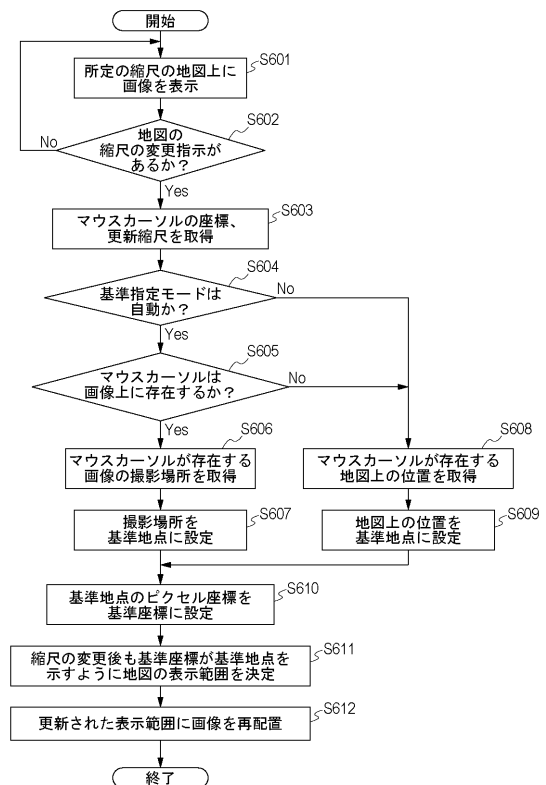 開始
S601
所定の縮尺の地図上に
画像を表示
S602
地図の
縮尺の変更指示が
あるか？
No
Yes
S603
マウスカーソルの座標、
更新縮尺を取得
S604
基準指定モードは
自動か？
No
Yes
S605
マウスカーソルは
画像上に存在するか？
No
Yes
S606
マウスカーソルが存在する
画像の撮影場所を取得
S608
マウスカーソルが存在する
地図上の位置を取得
S607
撮影場所を
基準地点に設定
S609
地図上の位置を
基準地点に設定
S610
基準地点のピクセル座標を
基準座標に設定
S611
縮尺の変更後も基準座標が基準地点を
示すように地図の表示範囲を決定
S612
更新された表示範囲に画像を再配置
終了